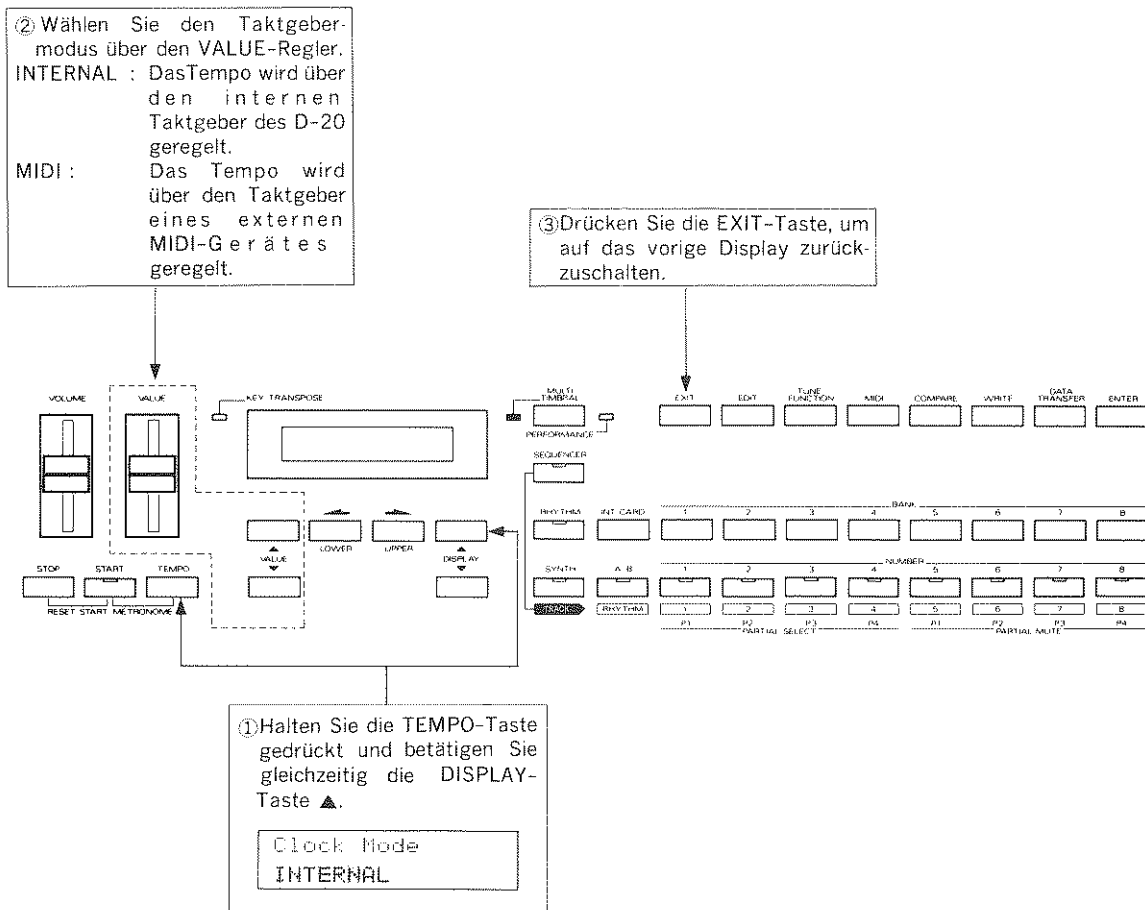 ② Wählen Sie den Taktgeber-
modus über den VALUE-Regler.
INTERNAL : DasTempo wird über
den internen
Taktgeber des D-20
geregelt.
MIDI : Das Tempo wird
über den Taktgeber
eines externen
MIDI-Gerätes
geregelt.
③Drücken Sie die EXIT-Taste, um
auf das vorige Display zurück-
zuschalten.
VOLUME VALUE KEY TRANSPOSE MULTI TIMBRAL EXIT EDIT TUNE FUNCTION MIDI COMPARE WRITE DATA TRANSFER ENTER
PERFORMANCE
SEQUENCER
RHYTHM INT CARD BANK
1 2 3 4 5 6 7 8
VALUE LOWER UPPER DISPLAY
STOP START TEMPO SYNTH A B NUMBER
1 2 3 4 5 6 7 8
RESET START METRONOME
TRACK RHYTHM 1 2 3 4 5 6 7 8
P1 P2 P3 P4 P1 P2 P3 P4
PARTIAL SELECT PARTIAL MUTE
①Halten Sie die TEMPO-Taste
gedrückt und betätigen Sie
gleichzeitig die DISPLAY-
Taste ▲.
Clock Mode
INTERNAL